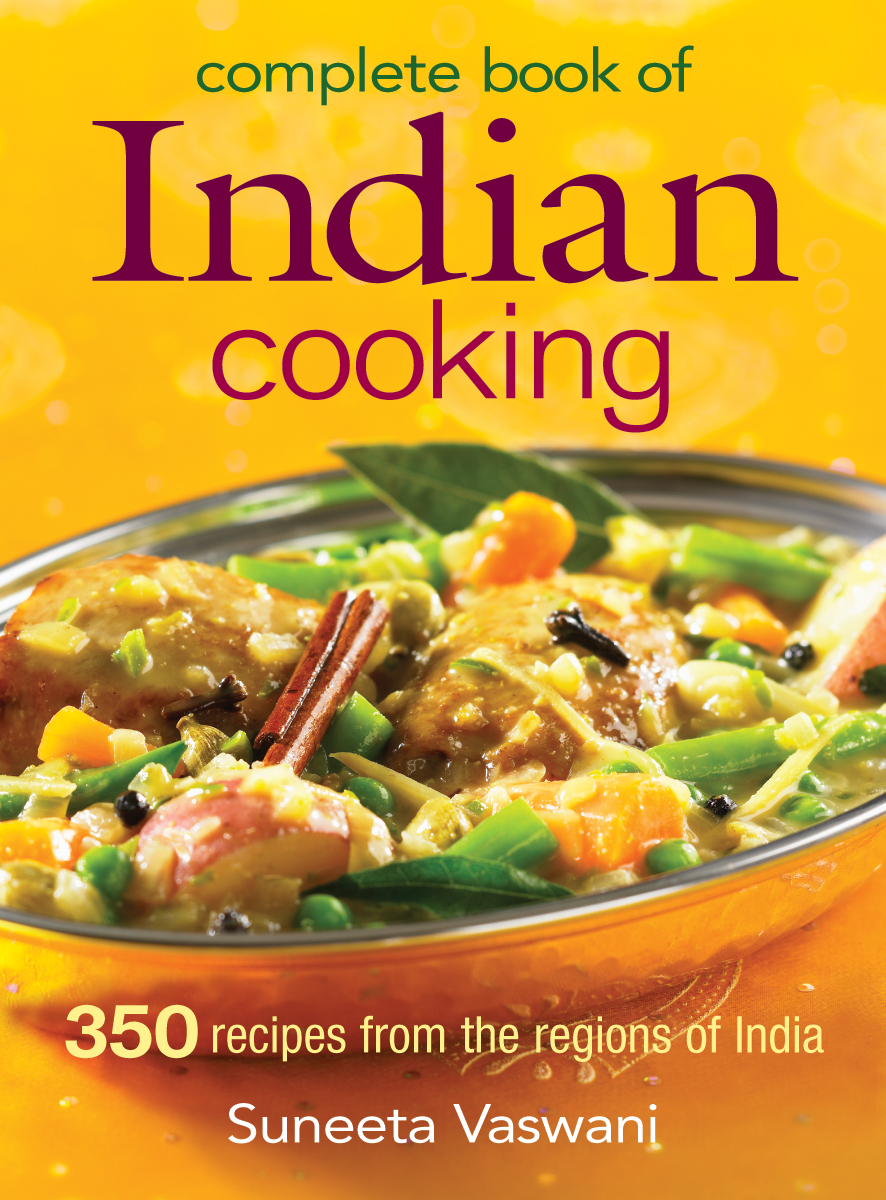 complete book of
Indian
cooking
350 recipes from the regions of India
Suneeta Vaswani